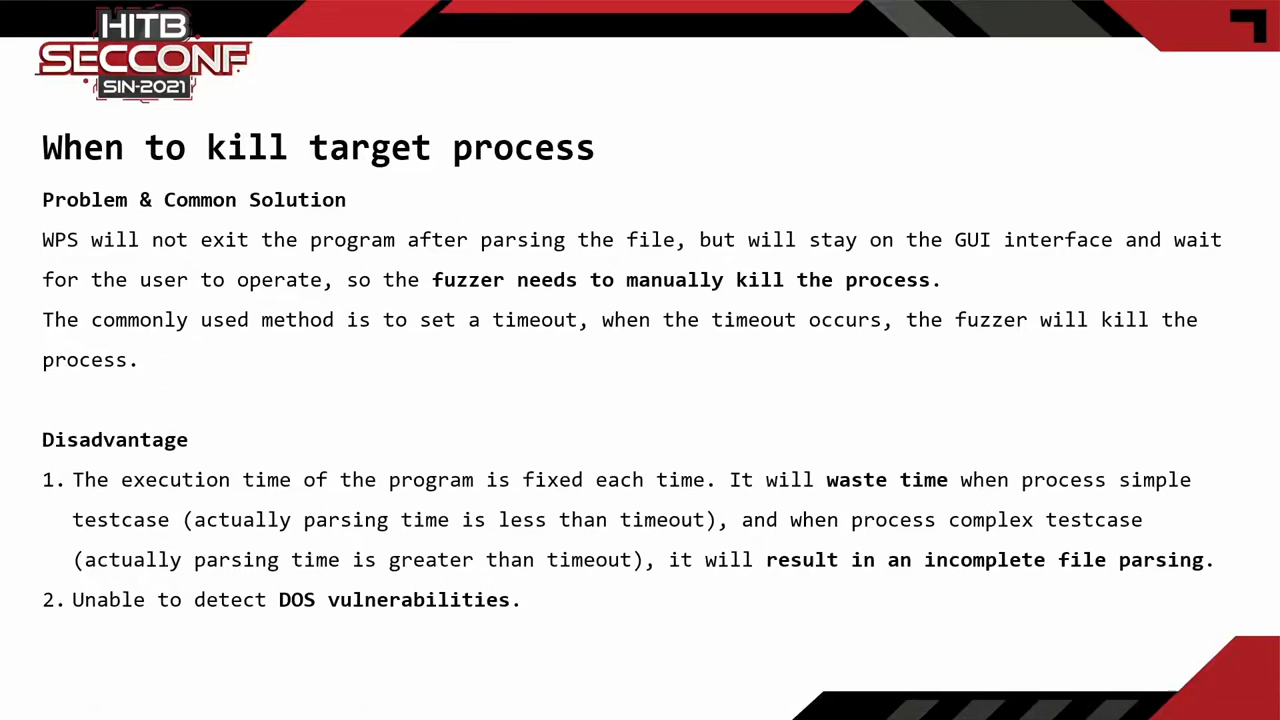 HITB
SECCONF
SIN-2021
When to kill target process
Problem & Common Solution
WPS will not exit the program after parsing the file, but will stay on the GUI interface and wait
for the user to operate, so the fuzzer needs to manually kill the process.
The commonly used method is to set a timeout, when the timeout occurs, the fuzzer will kill the
process.
Disadvantage
1. The execution time of the program is fixed each time. It will waste time when process simple
testcase (actually parsing time is less than timeout), and when process complex testcase
(actually parsing time is greater than timeout), it will result in an incomplete file parsing.
2. Unable to detect DOS vulnerabilities.